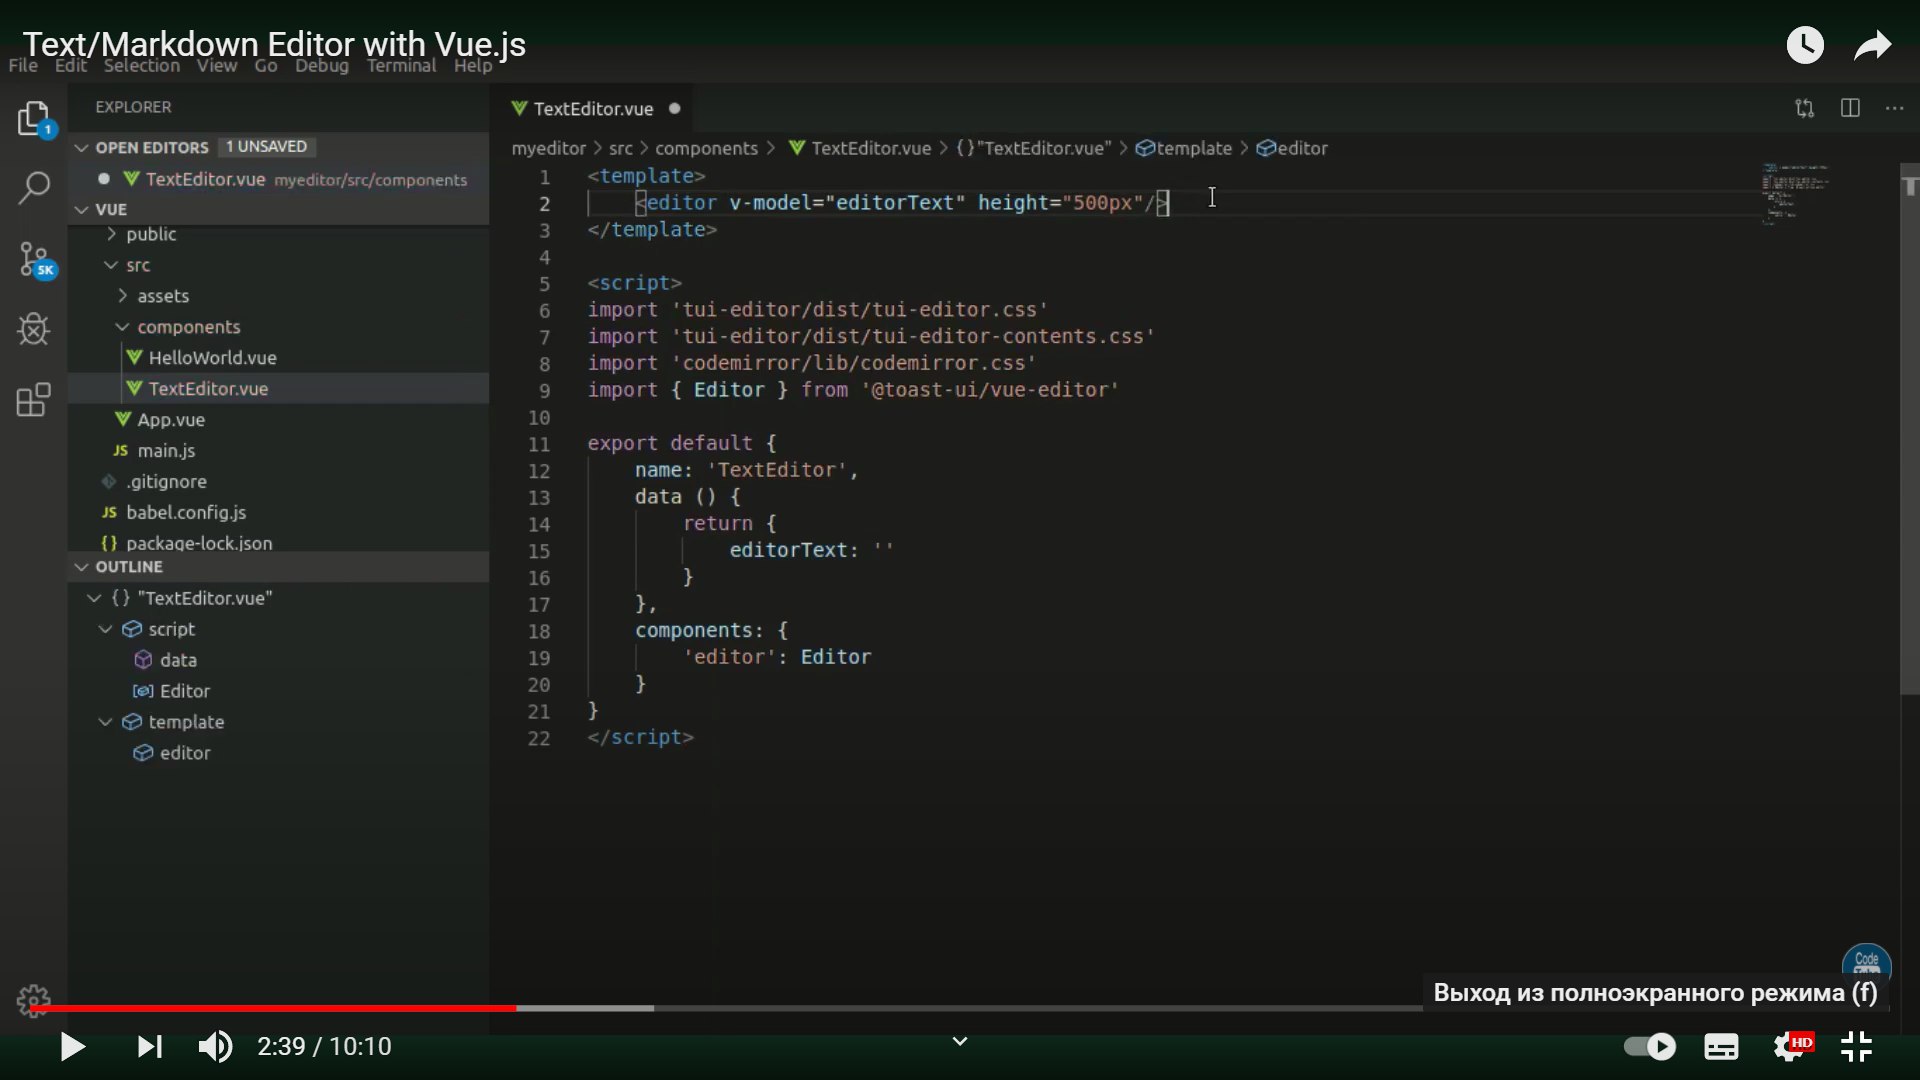 Text/Markdown Editor with Vue.js
File Edit Selection View Go Debug Terminal Help
EXPLORER
OPEN EDITORS 1 UNSAVED
TextEditor.vue myeditor/src/components
VUE
public
src
assets
components
HelloWorld.vue
TextEditor.vue
App.vue
JS main.js
.gitignore
JS babel.config.js
{} package-lock.json
OUTLINE
{} "TextEditor.vue"
script
data
Editor
template
editor
1
5K
TextEditor.vue
myeditor > src > components > TextEditor.vue > {} "TextEditor.vue" > template > editor
1 <template>
2 <editor v-model="editorText" height="500px"/>
3 </template>
4
5 <script>
6 import 'tui-editor/dist/tui-editor.css'
7 import 'tui-editor/dist/tui-editor-contents.css'
8 import 'codemirror/lib/codemirror.css'
9 import { Editor } from '@toast-ui/vue-editor'
10
11 export default {
12 name: 'TextEditor',
13 data () {
14 return {
15 editorText: ''
16 }
17 },
18 components: {
19 'editor': Editor
20 }
21 }
22 </script>
Code
Выход из полноэкранного режима (f)
2:39 / 10:10
HD